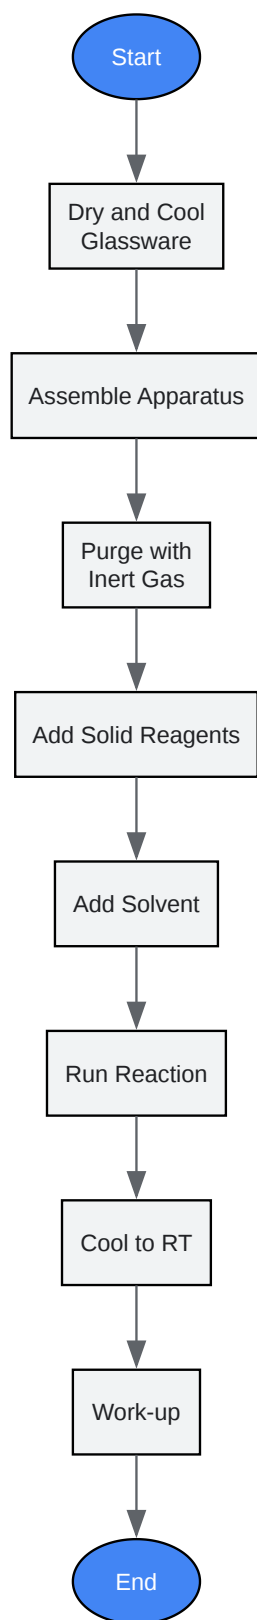 Start
Dry and Cool
Glassware
Assemble Apparatus
Purge with
Inert Gas
Add Solid Reagents
Add Solvent
Run Reaction
Cool to RT
Work-up
End